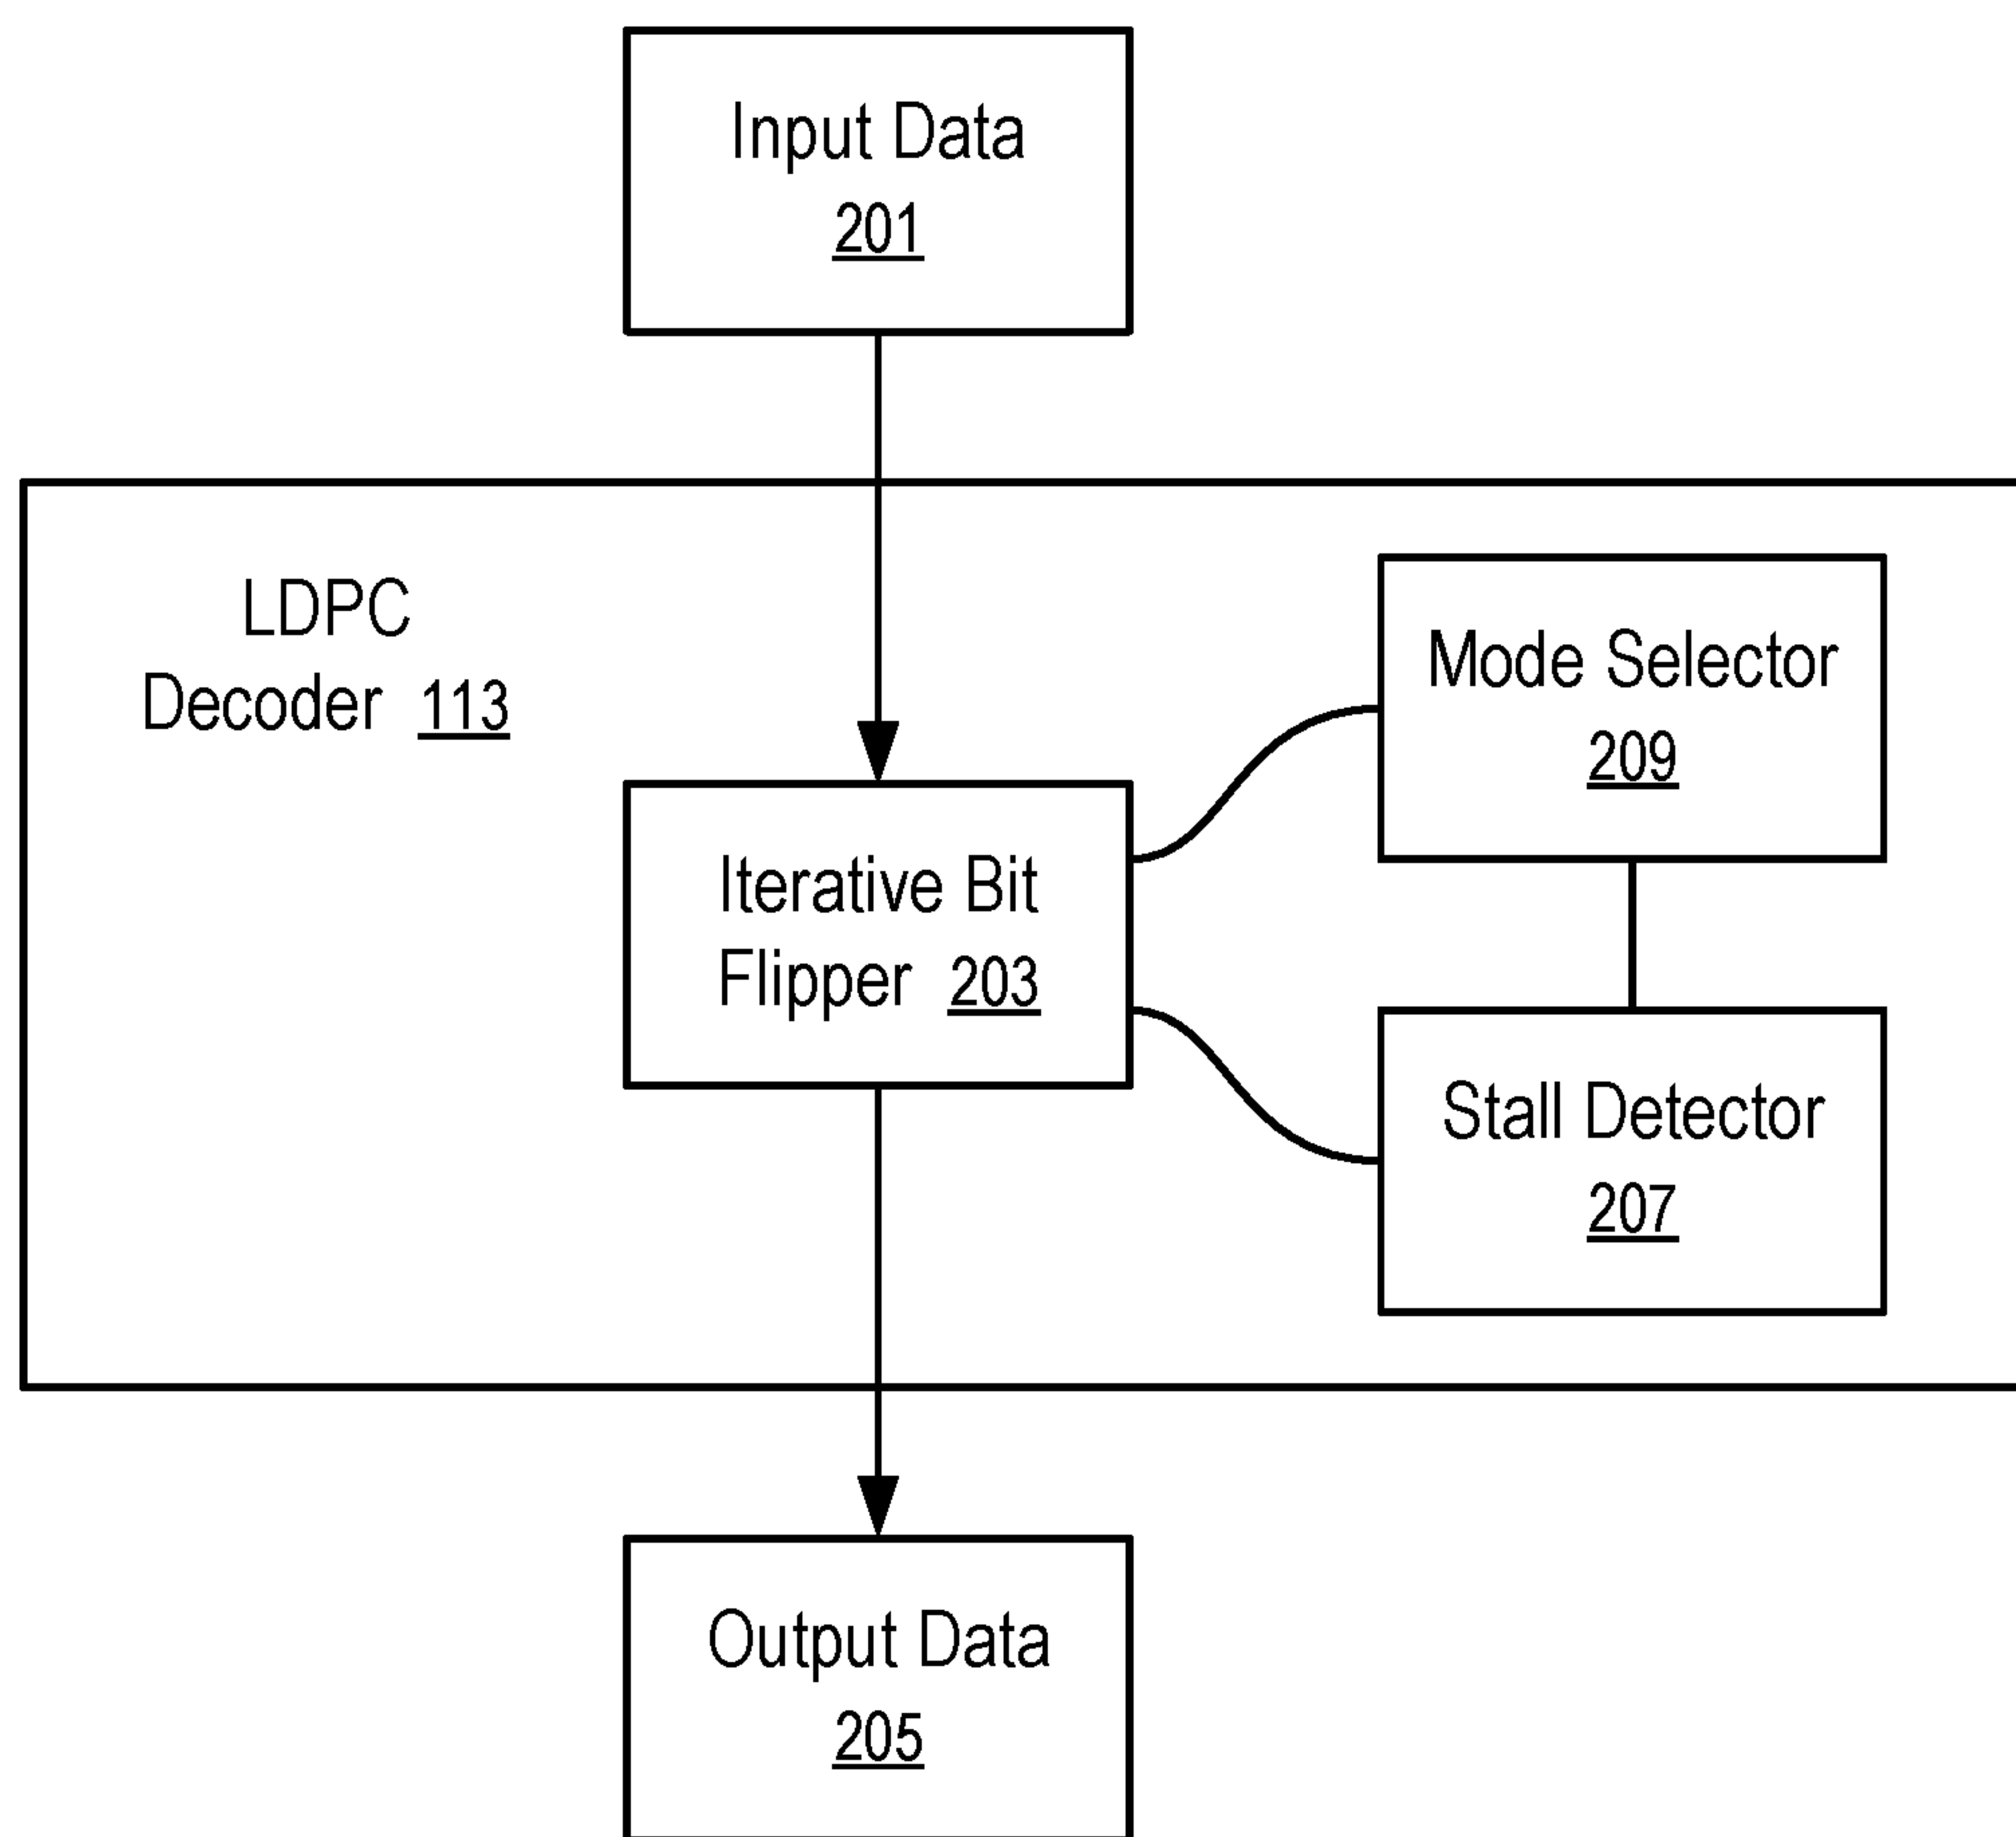 Input Data
201
LDPC
Decoder 113
Mode Selector
209
Iterative Bit
Flipper 203
Stall Detector
207
Output Data
205